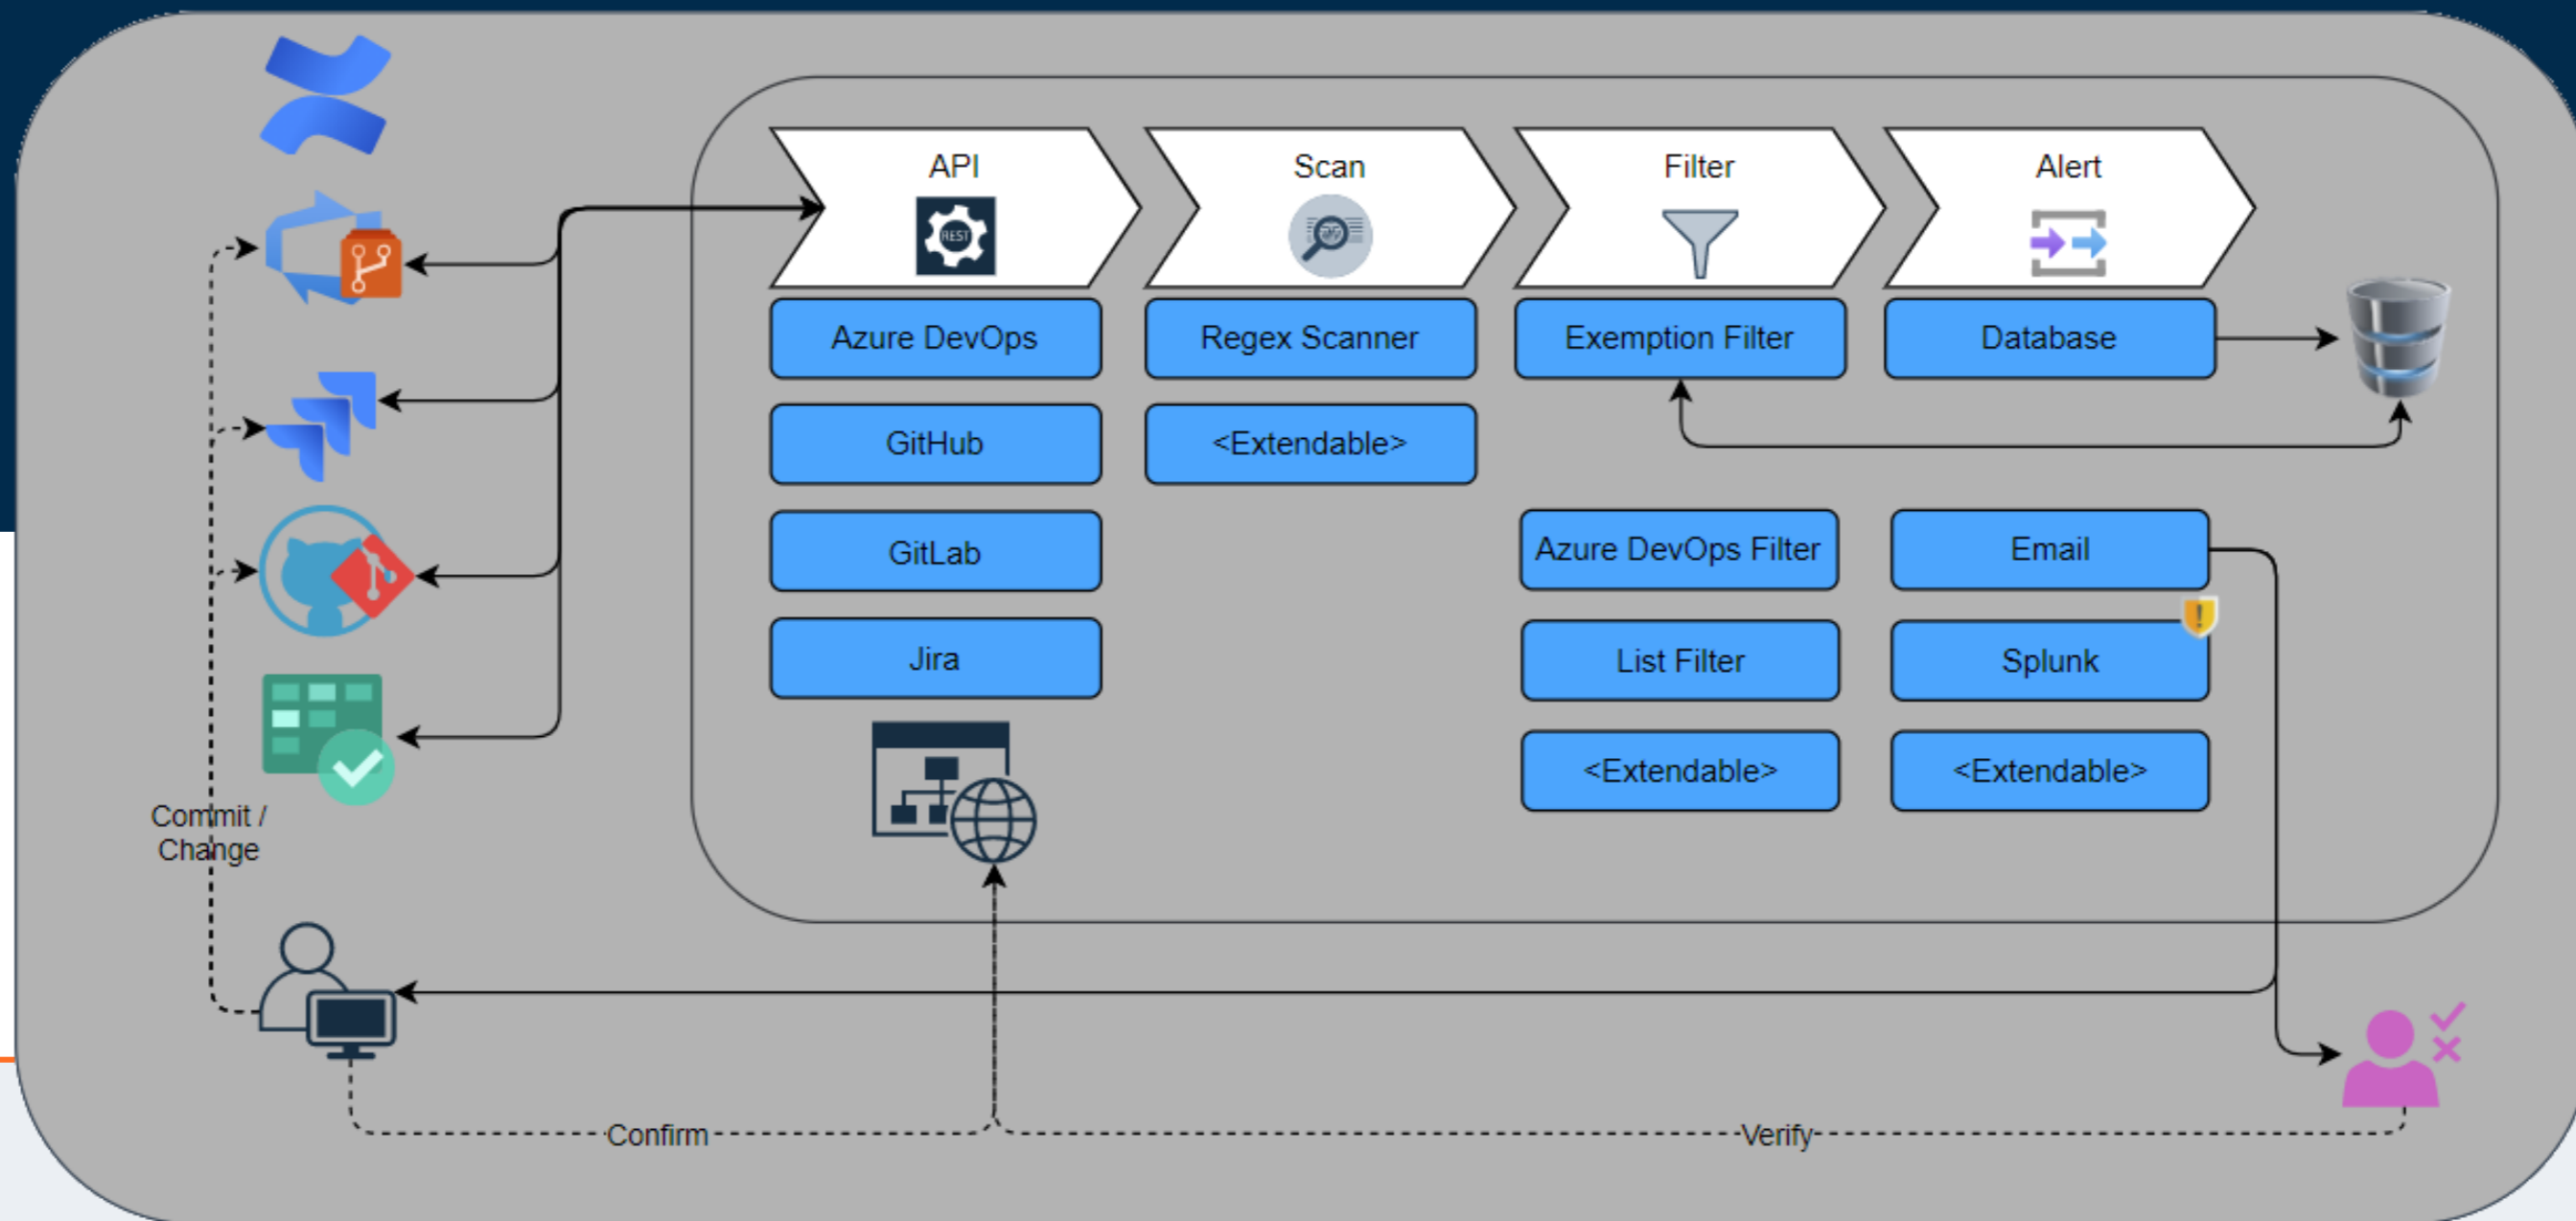 API
Scan
Filter
Alert
REST
Azure DevOps
Regex Scanner
Exemption Filter
Database
GitHub
<Extendable>
GitLab
Azure DevOps Filter
Email
Jira
List Filter
Splunk
<Extendable>
<Extendable>
Commit /
Change
Confirm
Verify